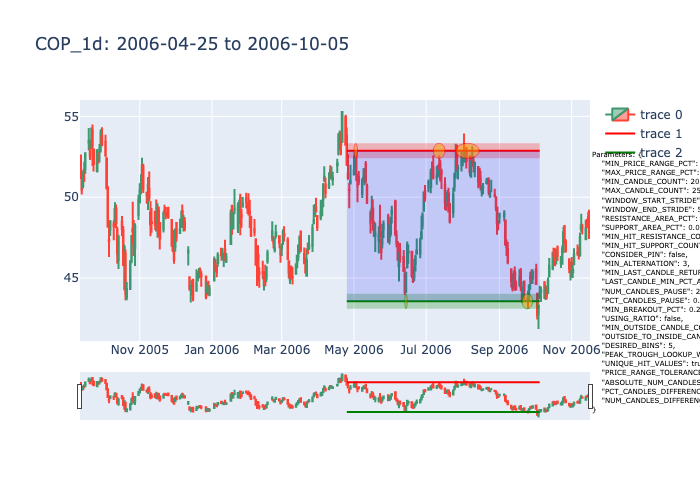 COP_1d: 2006-04-25 to 2006-10-05
55
50
45
Nov 2005
Jan 2006
Mar 2006
May 2006
Jul 2006
Sep 2006
Nov 2006
trace 0
trace 1
trace 2
Parameters: {
"MIN_PRICE_RANGE_PCT":
"MAX_PRICE_RANGE_PCT":
"MIN_CANDLE_COUNT": 20
"MAX_CANDLE_COUNT": 25
"WINDOW_START_STRIDE"
"WINDOW_END_STRIDE": 5
"RESISTANCE_AREA_PCT":
"SUPPORT_AREA_PCT": 0.0
"MIN_HIT_RESISTANCE_CO
"MIN_HIT_SUPPORT_COUNT
"CONSIDER_PIN": false,
"MIN_ALTERNATION": 3,
"MIN_LAST_CANDLE_RETUR
"LAST_CANDLE_MIN_PCT_A
"NUM_CANDLES_PAUSE": 2
"PCT_CANDLES_PAUSE": 0.
"MIN_BREAKOUT_PCT": 0.2
"USING_RATIO": false,
"MIN_OUTSIDE_CANDLE_CO
"OUTSIDE_TO_INSIDE_CAN
"DESIRED_BINS": 5,
"PEAK_TROUGH_LOOKUP_W
"UNIQUE_HIT_VALUES": tru
"PRICE_RANGE_TOLERANC
"ABSOLUTE_NUM_CANDLES
"PCT_CANDLES_DIFFERENC
"NUM_CANDLES_DIFFEREN
}